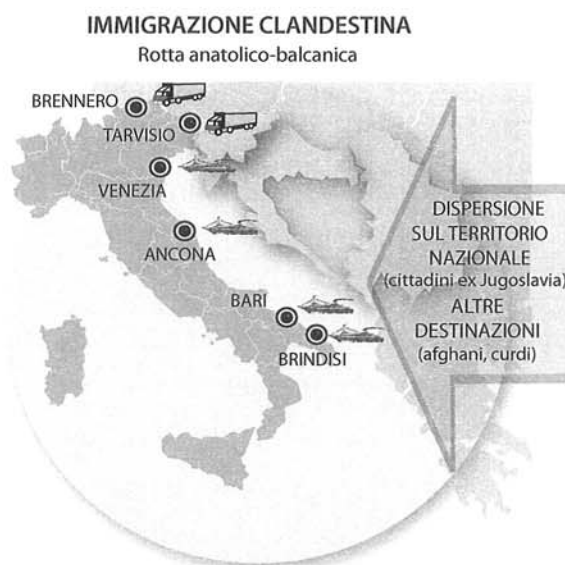 IMMIGRAZIONE CLANDESTINA
Rotta anatolico-balcanica
BRENNERO
TARVISIO
VENEZIA
ANCONA
BARI
BRINDISI
DISPERSIONE
SUL TERRITORIO
NAZIONALE
(cittadini ex Jugoslavia)
ALTRE
DESTINAZIONI
(afghani, curdi)